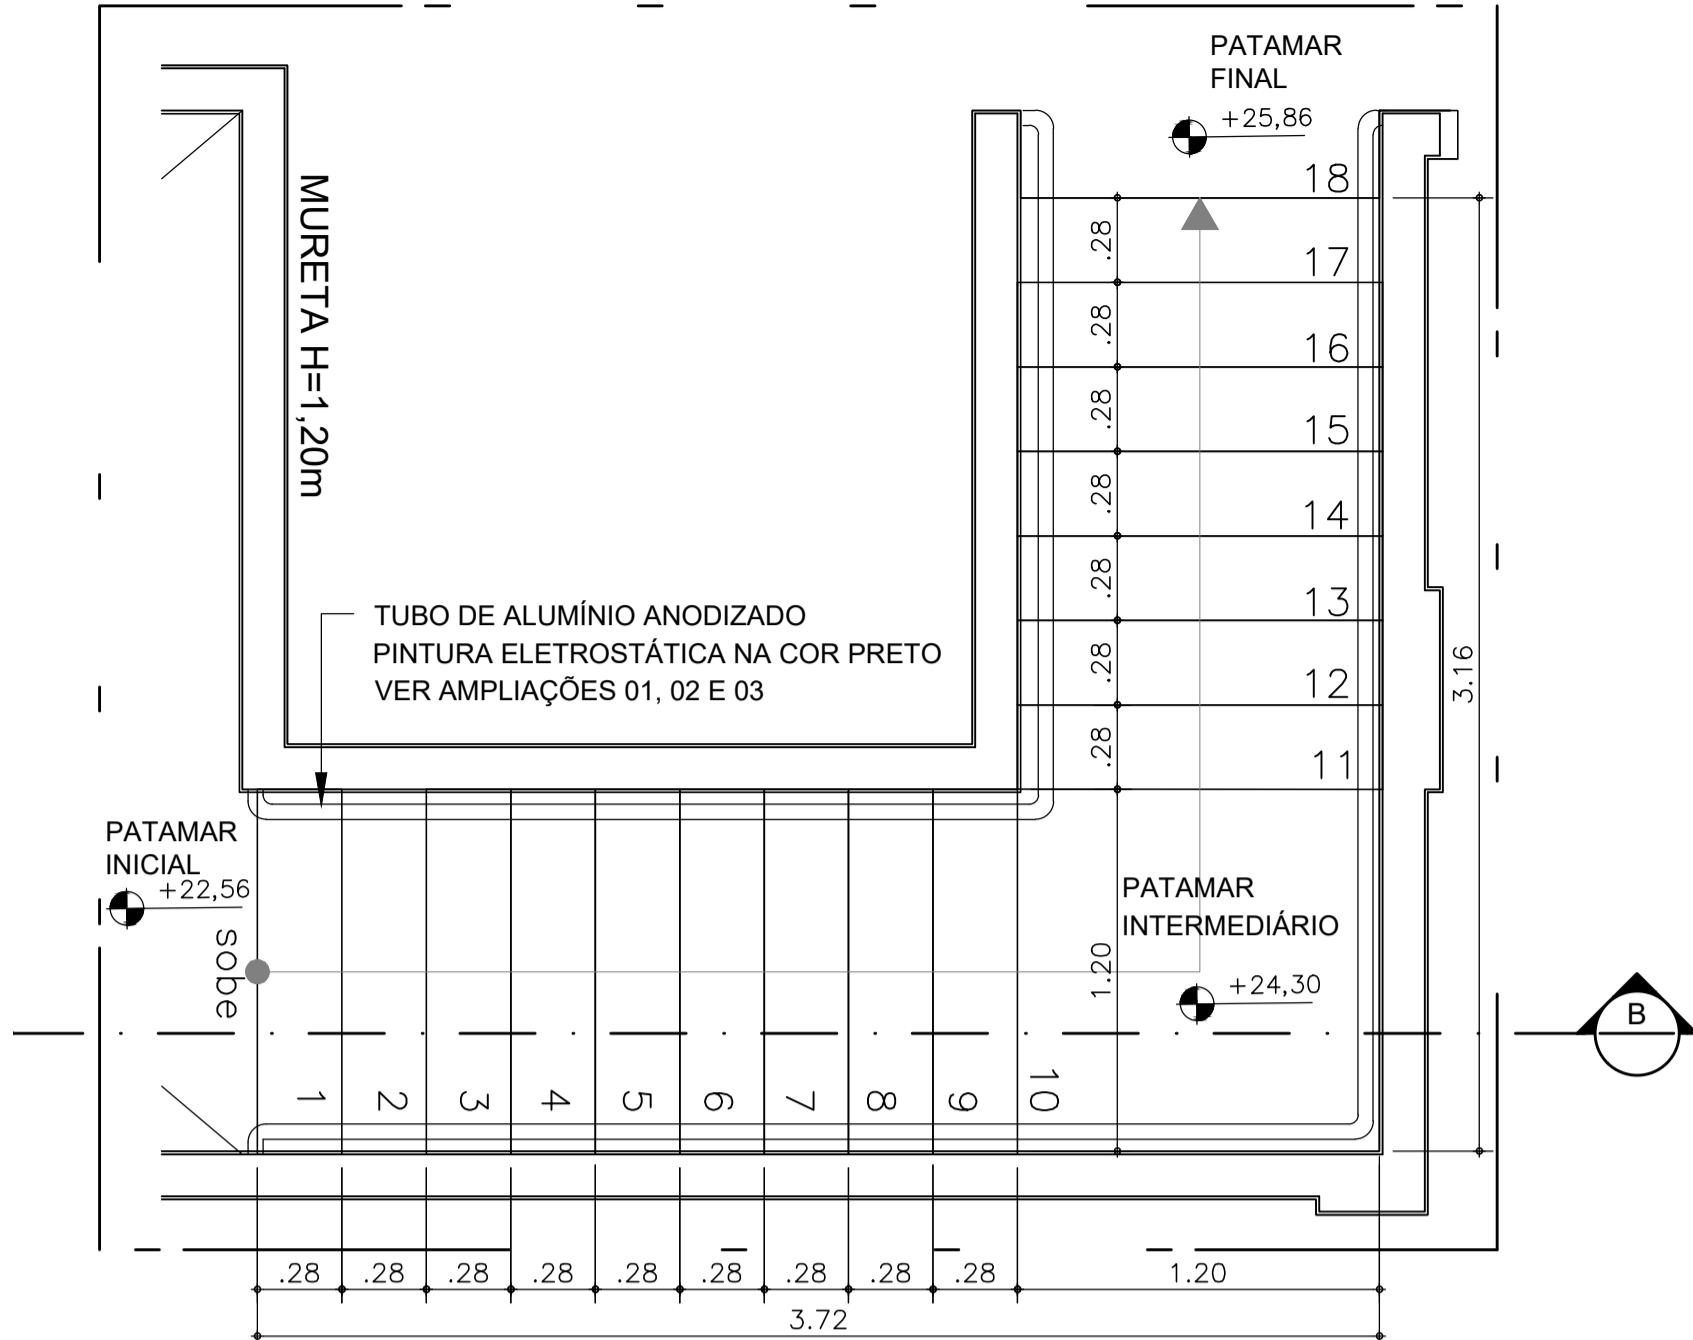 PATAMAR
FINAL
+25,86
18
.28
17
.28
16
.28
15
.28
14
.28
13
.28
12
.28
11
3.16
MURETA H=1,20m
TUBO DE ALUMÍNIO ANODIZADO
PINTURA ELETROSTÁTICA NA COR PRETO
VER AMPLIAÇÕES 01, 02 E 03
PATAMAR
INICIAL
+22,56
sobe
PATAMAR
INTERMEDIÁRIO
1.20
+24,30
B
1 2 3 4 5 6 7 8 9 10
.28 .28 .28 .28 .28 .28 .28 .28 .28 1.20
3.72